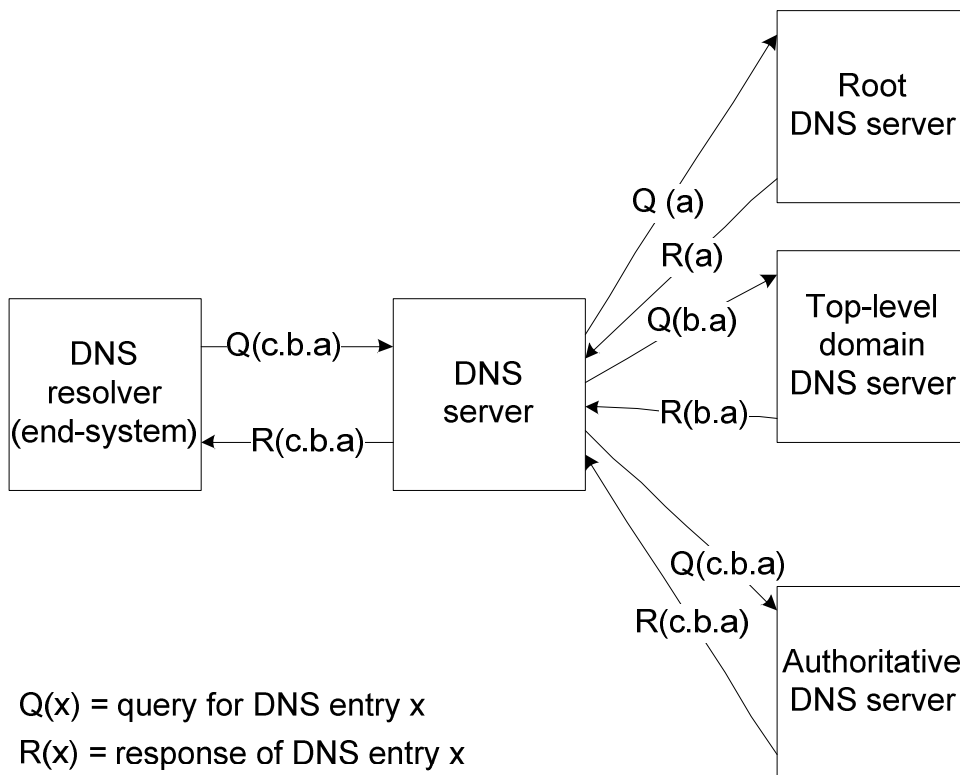 Root
DNS server
Q (a)
R(a)
Q(b.a)
Top-level
domain
DNS server
R(b.a)
DNS
resolver
(end-system)
Q(c.b.a)
R(c.b.a)
DNS
server
Q(c.b.a)
R(c.b.a)
Authoritative
DNS server
Q(x) = query for DNS entry x
R(x) = response of DNS entry x